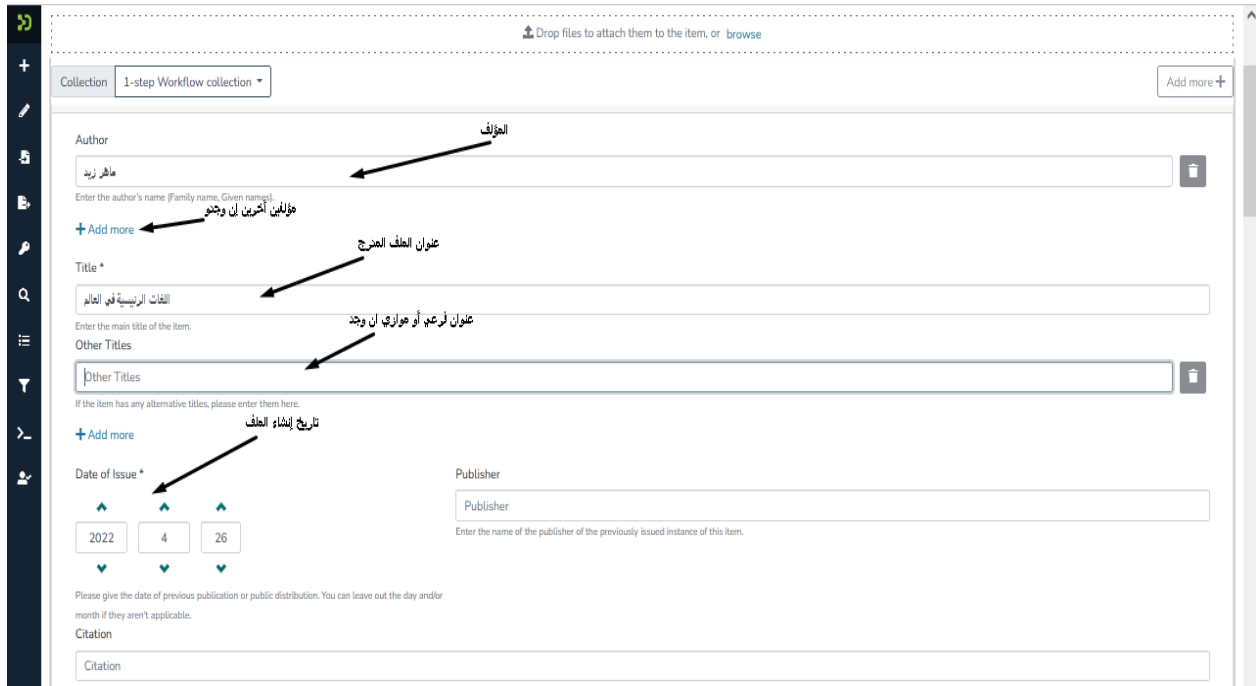 Drop files to attach them to the item, or browse
Collection 1-step Workflow collection Add more +
Author
المؤلف
ماهر زيد
Enter the author's name (Family name, Given names).
مؤلفين أخرين إن وجدو
+ Add more
عنوان الملف المدرج
Title *
اللغات الرئيسية في العالم
Enter the main title of the item.
عنوان فرعي أو موازي ان وجد
Other Titles
Other Titles
If the item has any alternative titles, please enter them here.
تاريخ إنشاء الملف
+ Add more
Date of Issue * Publisher
Publisher
2022 4 26
Enter the name of the publisher of the previously issued instance of this item.
Please give the date of previous publication or public distribution. You can leave out the day and/or
month if they aren't applicable.
Citation
Citation